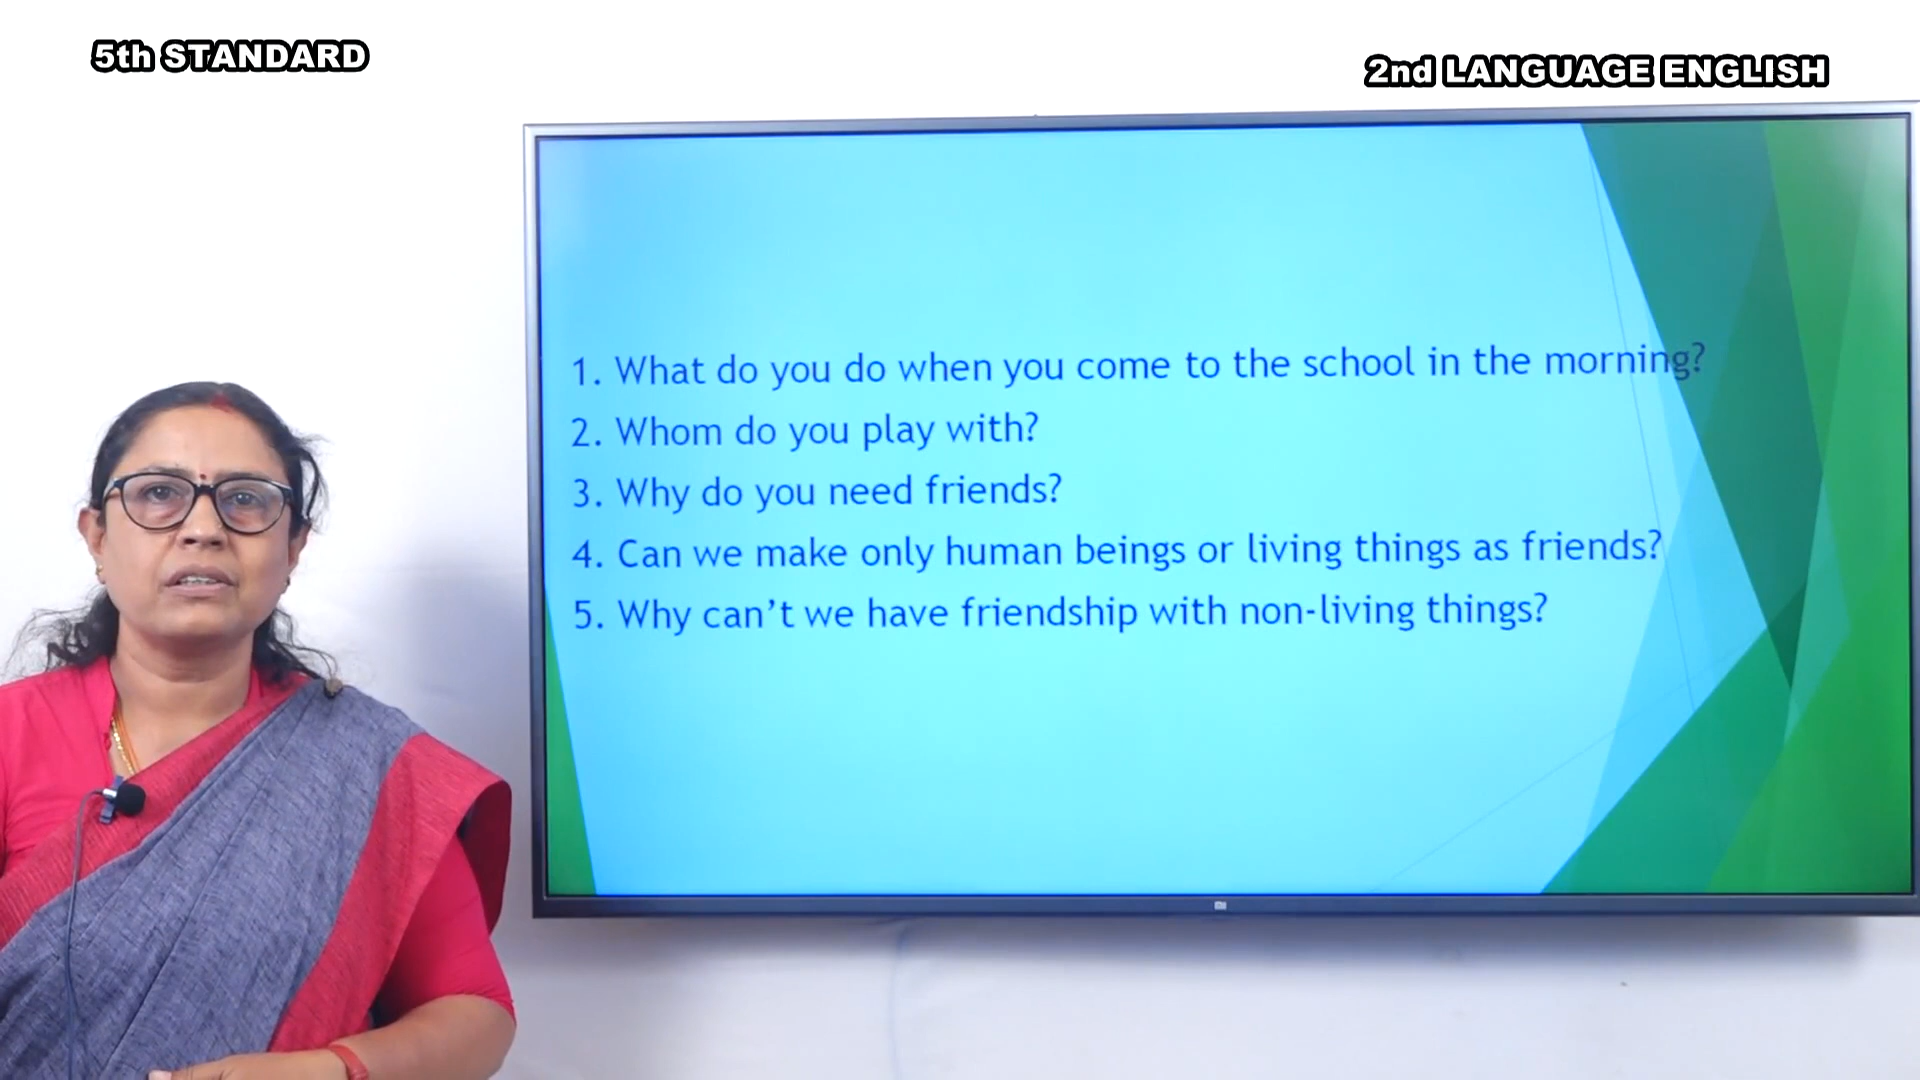 5th STANDARD
2nd LANGUAGE ENGLISH
1. What do you do when you come to the school in the morning?
2. Whom do you play with?
3. Why do you need friends?
4. Can we make only human beings or living things as friends?
5. Why can't we have friendship with non-living things?